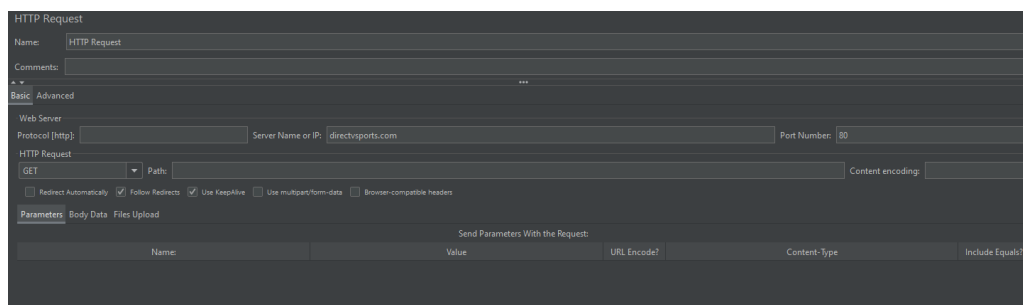 HTTP Request
Name: HTTP Request
Comments:
Basic Advanced
Web Server
Protocol [http]: Server Name or IP: directvsports.com Port Number: 80
HTTP Request
GET Path: Content encoding:
Redirect Automatically Follow Redirects Use KeepAlive Use multipart/form-data Browser-compatible headers
Parameters Body Data Files Upload
Send Parameters With the Request:
Name: Value URL Encode? Content-Type Include Equals?